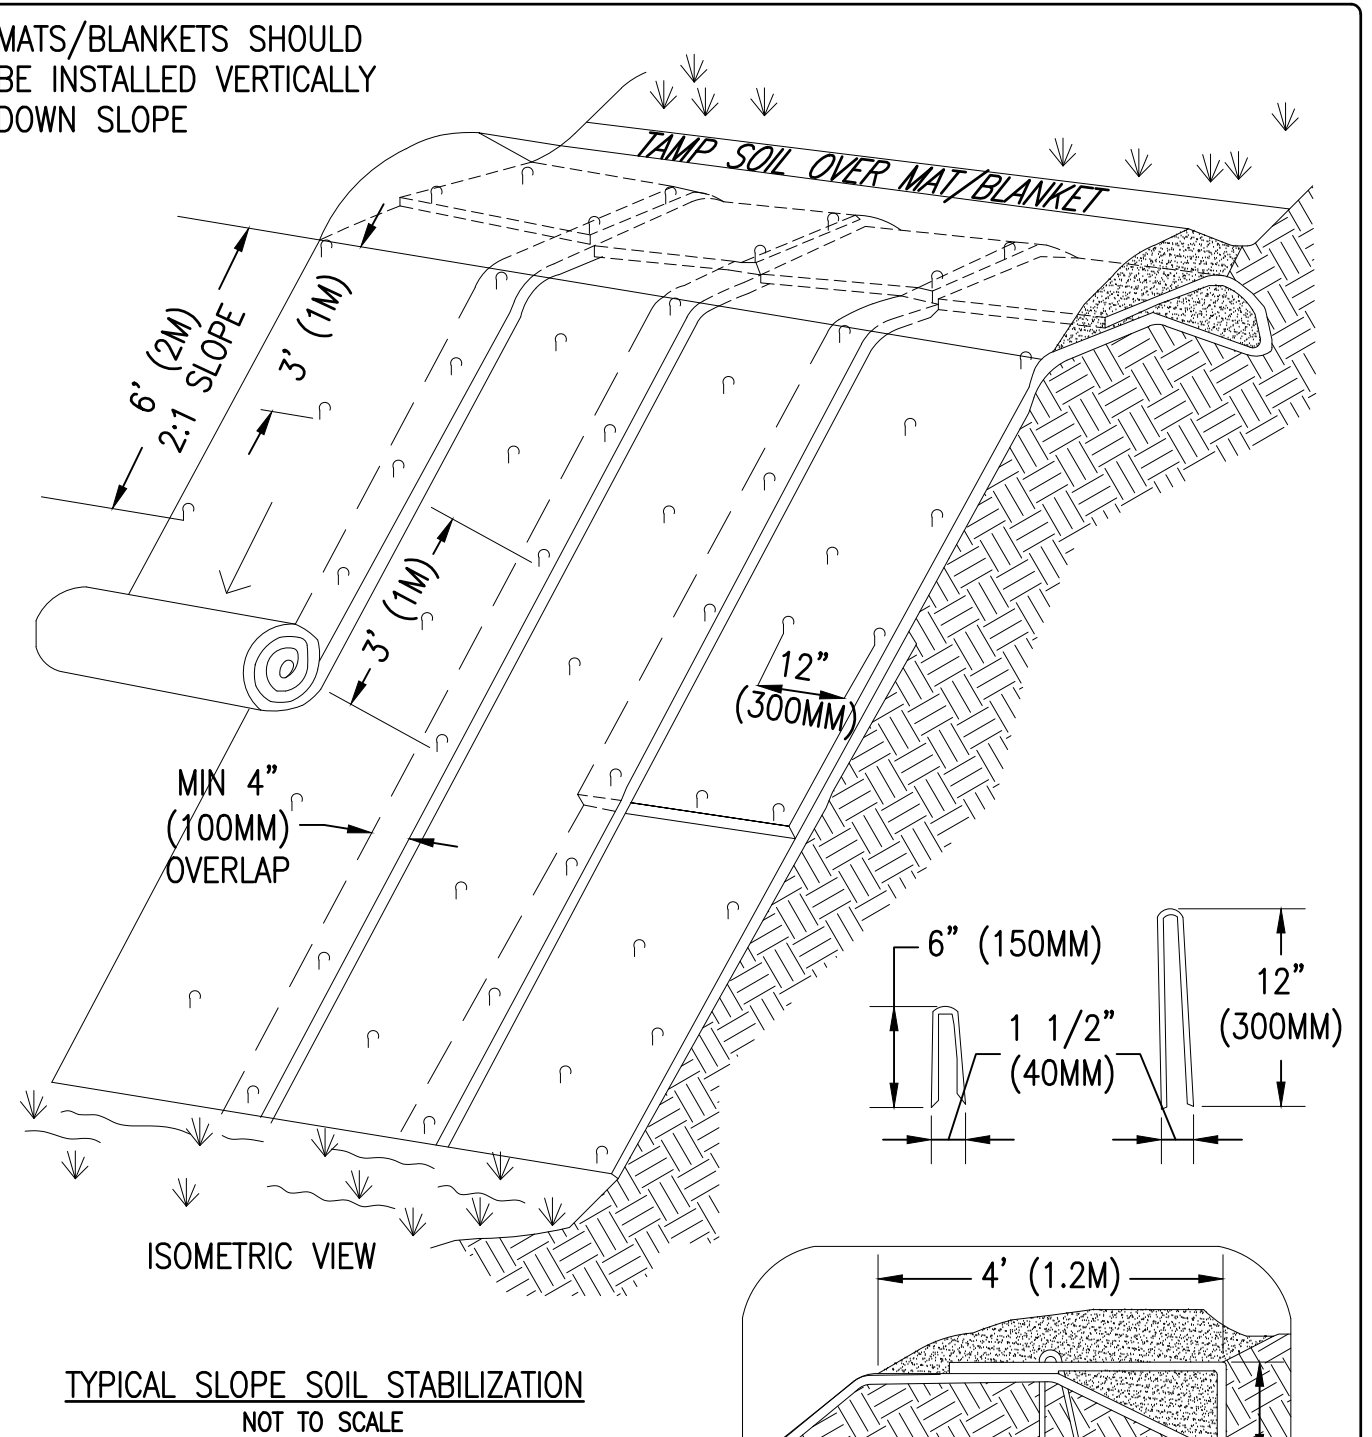 MATS/BLANKETS SHOULD
BE INSTALLED VERTICALLY
DOWN SLOPE
TAMP SOIL OVER MAT/BLANKET
6' (2M)
2:1 SLOPE
3' (1M)
3' (1M)
12"
(300MM)
MIN 4"
(100MM)
OVERLAP
6" (150MM)
1 1/2"
(40MM)
12"
(300MM)
ISOMETRIC VIEW
4' (1.2M)
TYPICAL SLOPE SOIL STABILIZATION
NOT TO SCALE